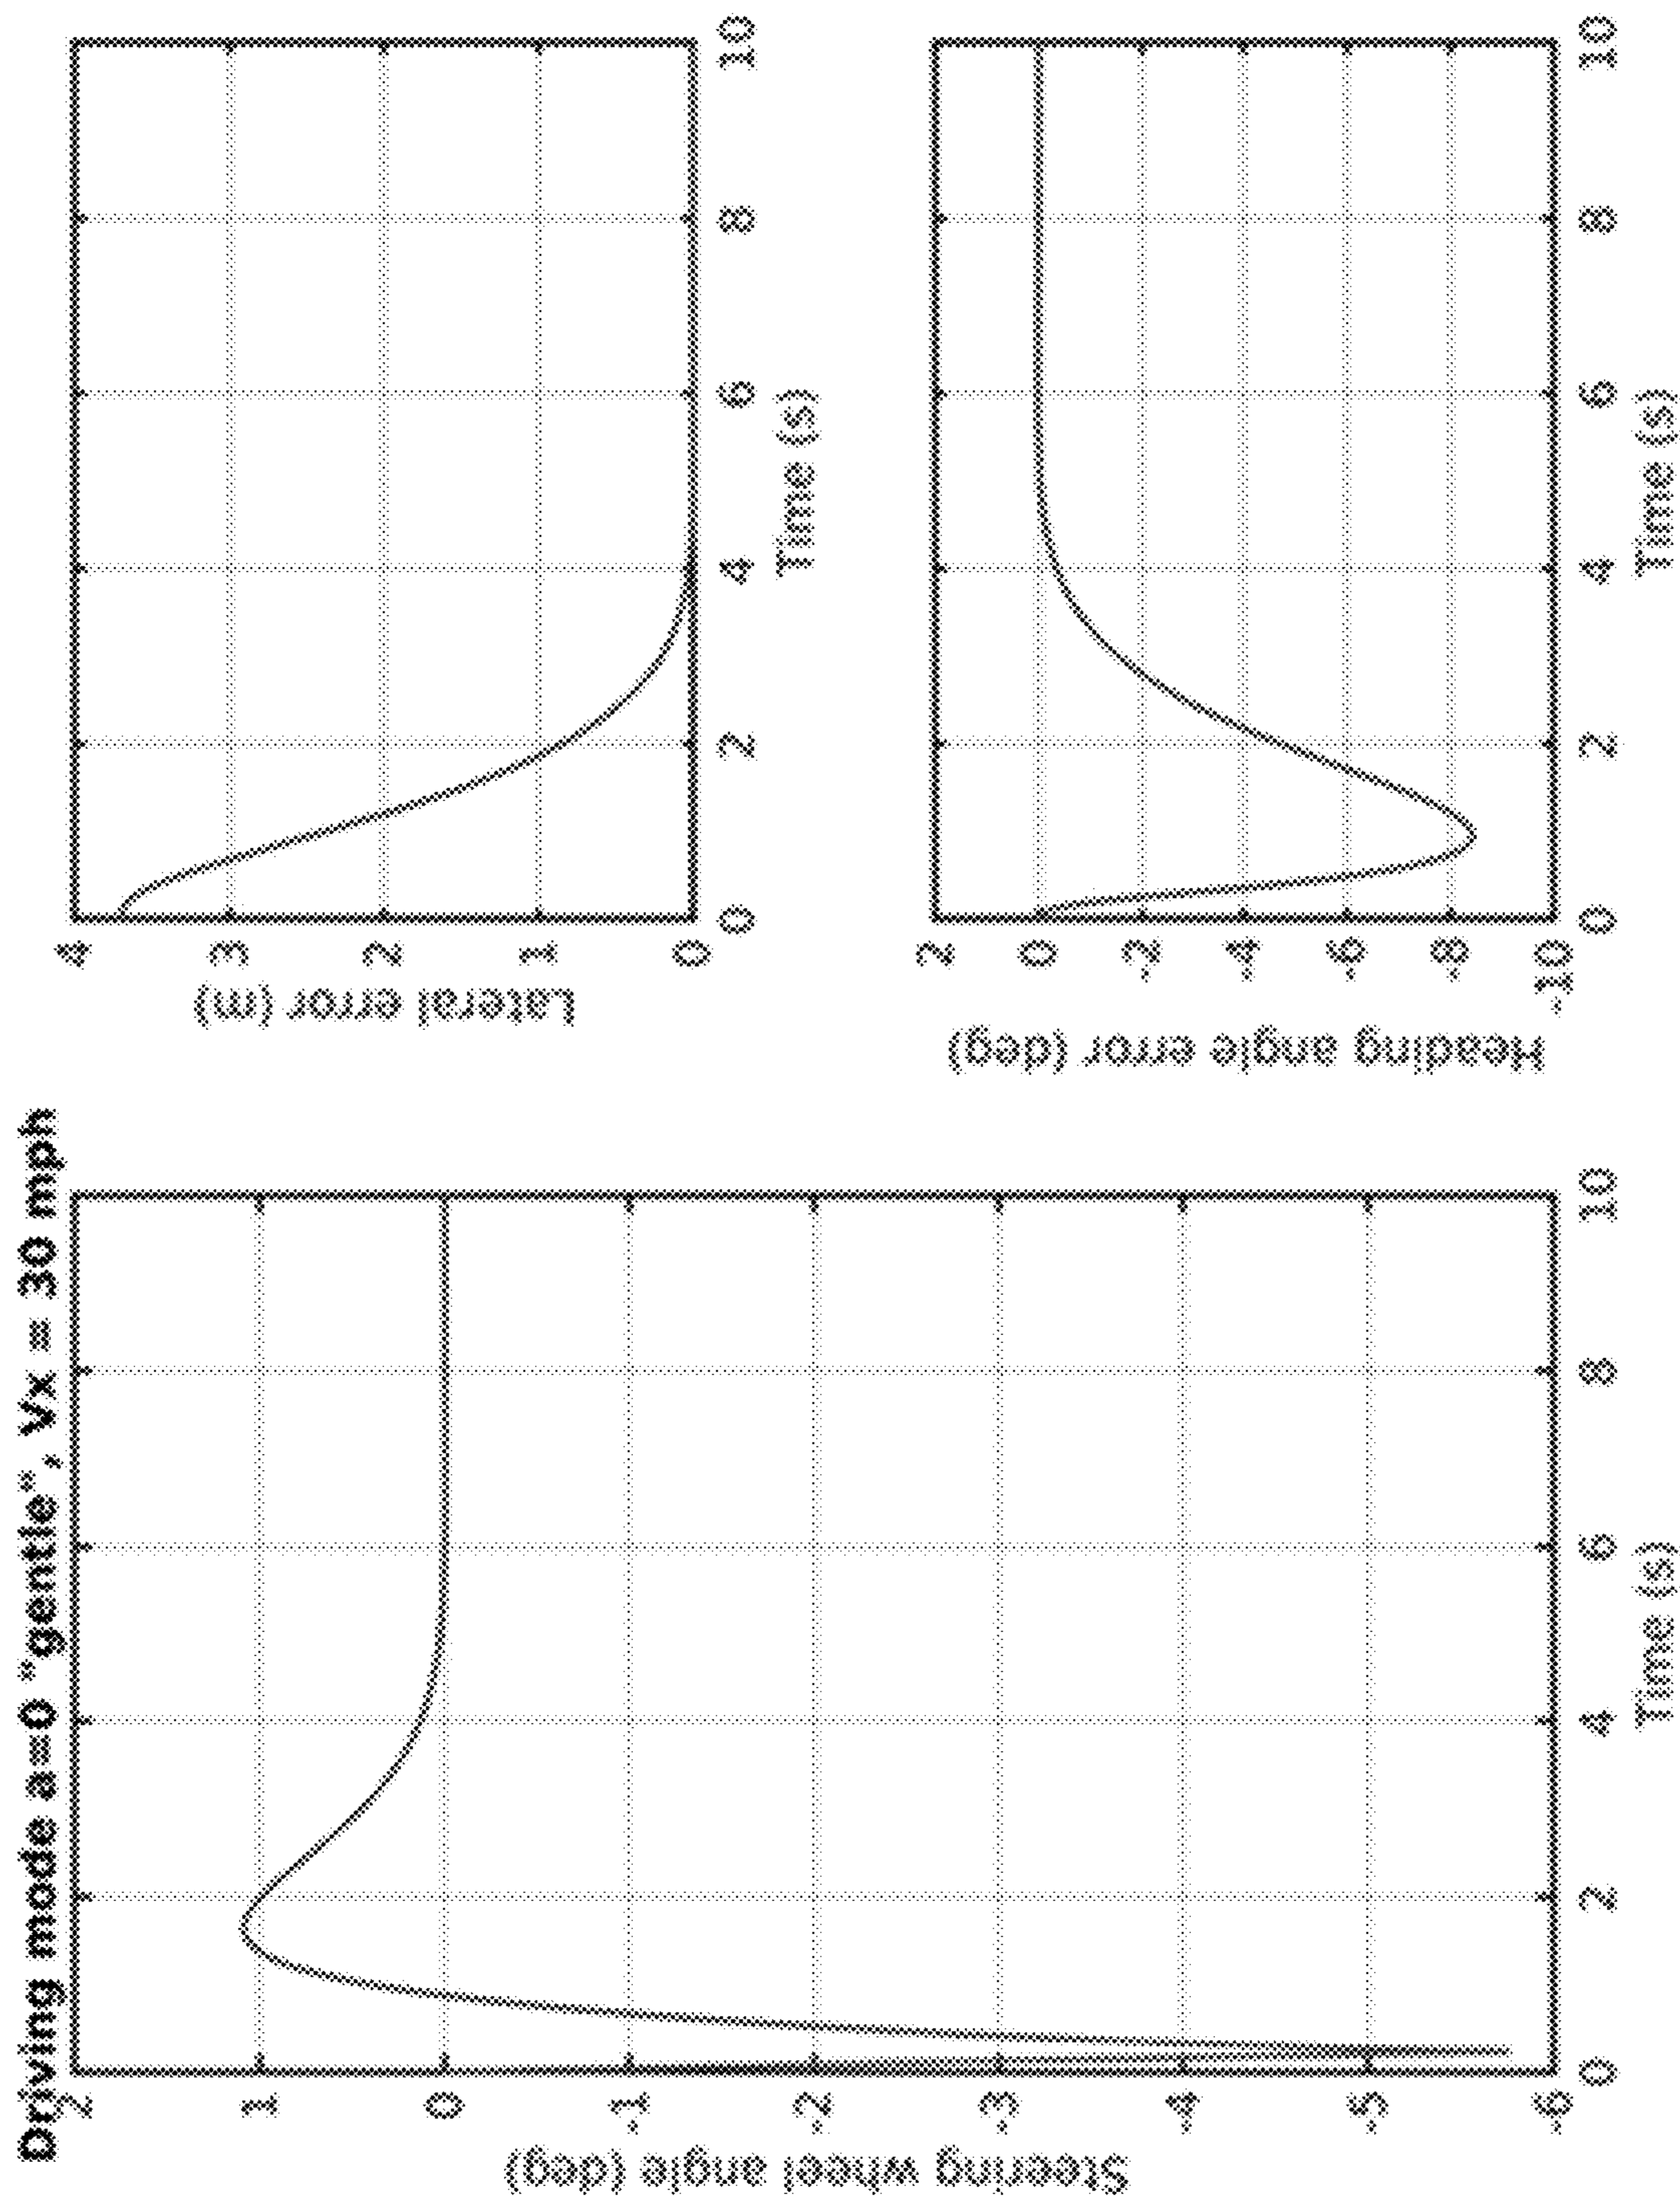 Driving mode a=0 "gentile", Vx = 30 mph
Steering wheel angle (deg)
2
1
0
-1
-2
-3
-4
-5
-6
0 2 4 6 8 10
Time (s)
Lateral error (m)
4
3
2
1
0
0 2 4 6 8 10
Time (s)
Heading angle error (deg)
2
0
-2
-4
-6
-8
-10
0 2 4 6 8 10
Time (s)